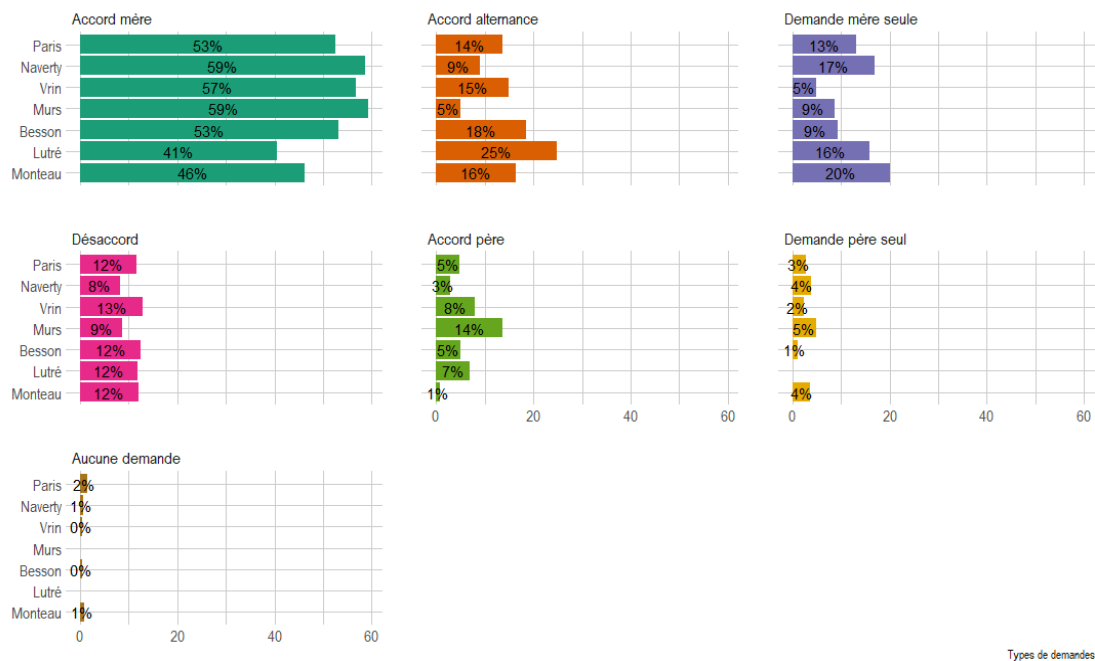 Accord mère
Accord alternance
Demande mère seule
Paris 53% 14% 13%
Naverty 59% 9% 17%
Vrin 57% 15% 5%
Murs 59% 5% 9%
Besson 53% 18% 9%
Lutré 41% 25% 16%
Monteau 46% 16% 20%
Désaccord
Accord père
Demande père seul
Paris 12% 5% 3%
Naverty 8% 3% 4%
Vrin 13% 8% 2%
Murs 9% 14% 5%
Besson 12% 5% 1%
Lutré 12% 7%
Monteau 12% 1% 4%
0 20 40 60 0 20 40 60
Aucune demande
Paris 2%
Naverty 1%
Vrin 0%
Murs
Besson 0%
Lutré
Monteau 1%
0 20 40 60
Types de demandes